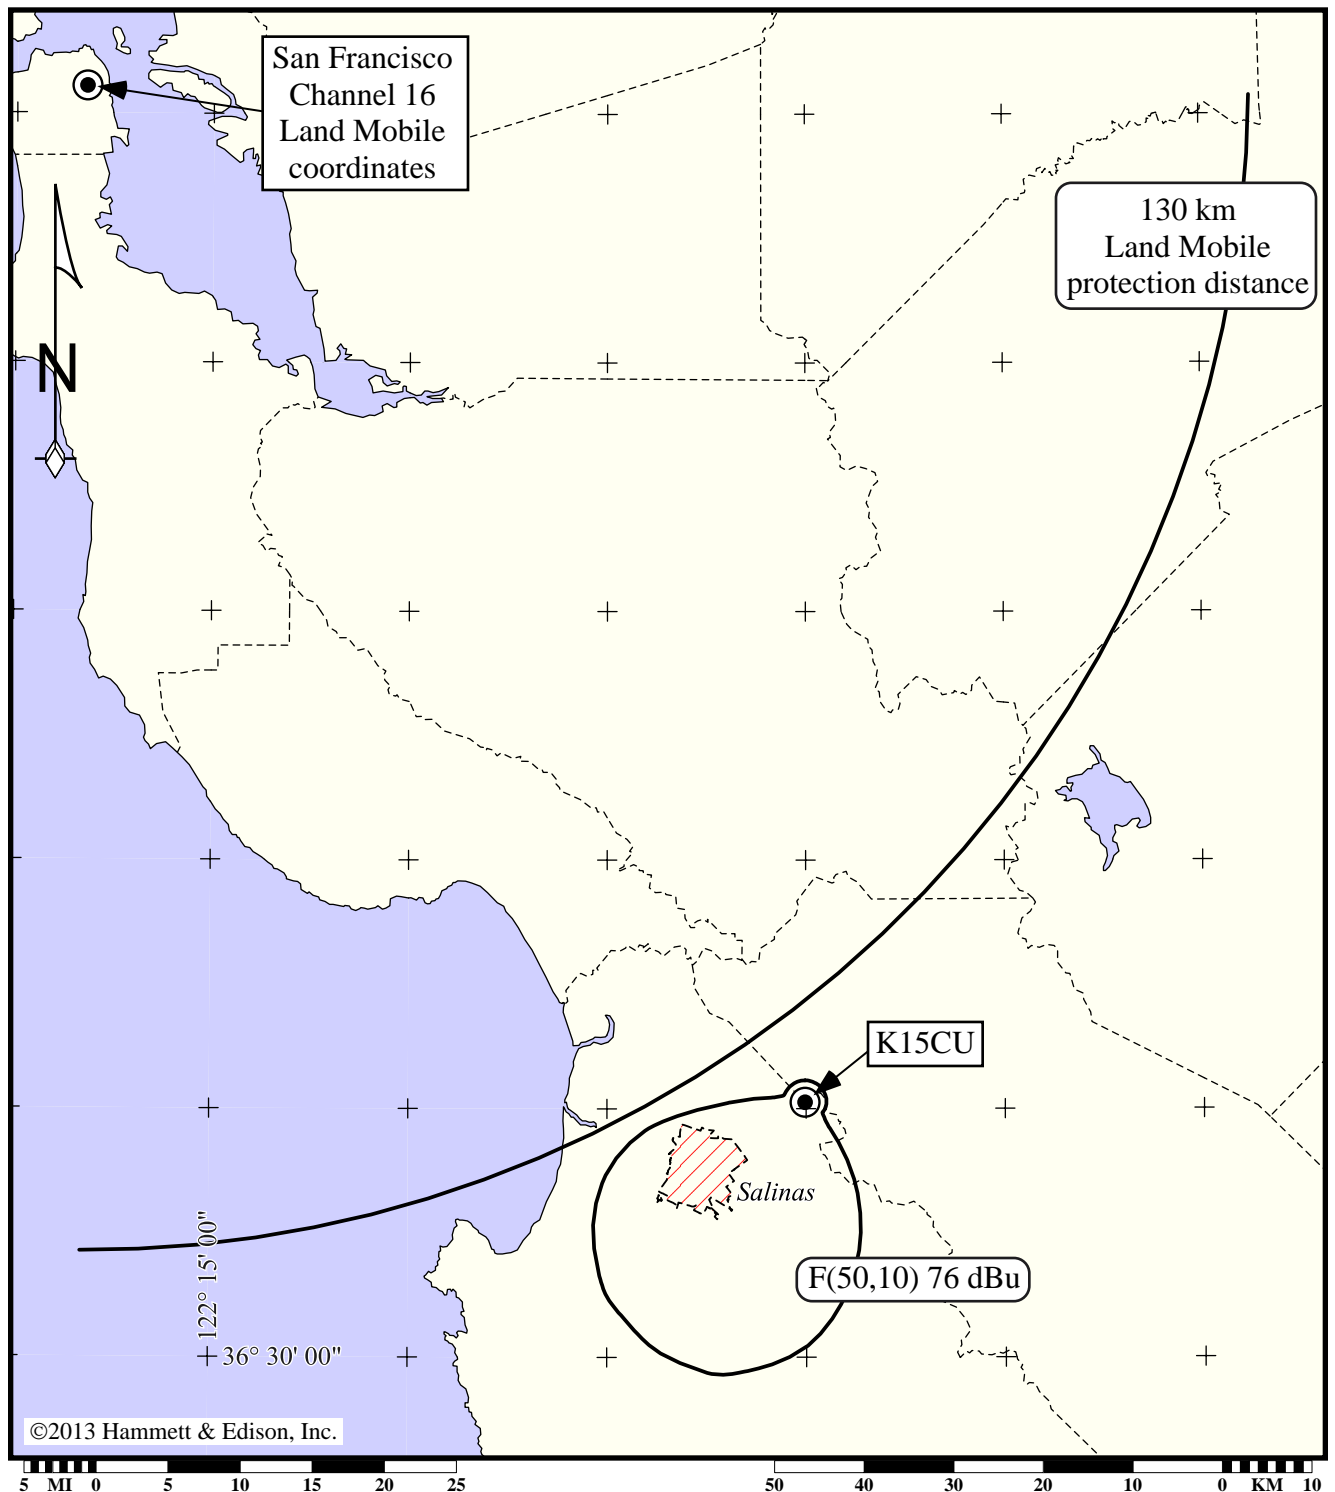 San Francisco
Channel 16
Land Mobile
coordinates
130 km
Land Mobile
protection distance
N
K15CU
Salinas
F(50,10) 76 dBu
122° 15' 00"
36° 30' 00"
©2013 Hammett & Edison, Inc.
5 MI 0 5 10 15 20 25 50 40 30 20 10 0 KM 10